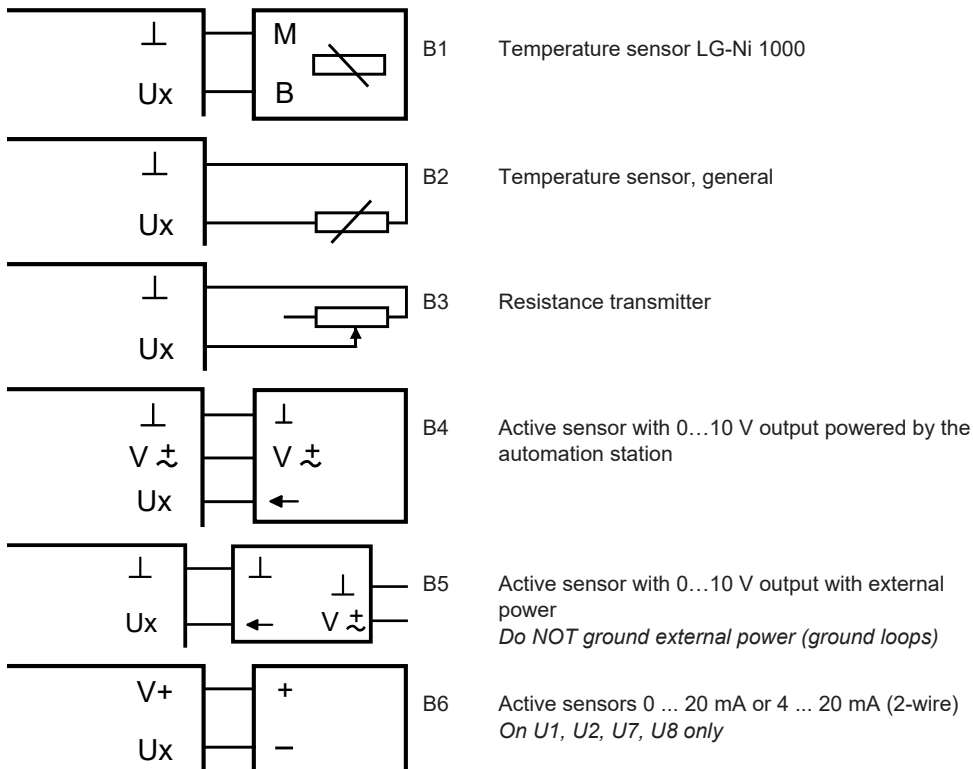 ⊥ M B1 Temperature sensor LG-Ni 1000
Ux B
⊥ B2 Temperature sensor, general
Ux
⊥ B3 Resistance transmitter
Ux
⊥ ⊥ B4 Active sensor with 0…10 V output powered by the
V ≂ V ≂ automation station
Ux
⊥ ⊥ ⊥ B5 Active sensor with 0…10 V output with external
power
Ux V ≂ Do NOT ground external power (ground loops)
V+ + B6 Active sensors 0 ... 20 mA or 4 ... 20 mA (2-wire)
On U1, U2, U7, U8 only
Ux –